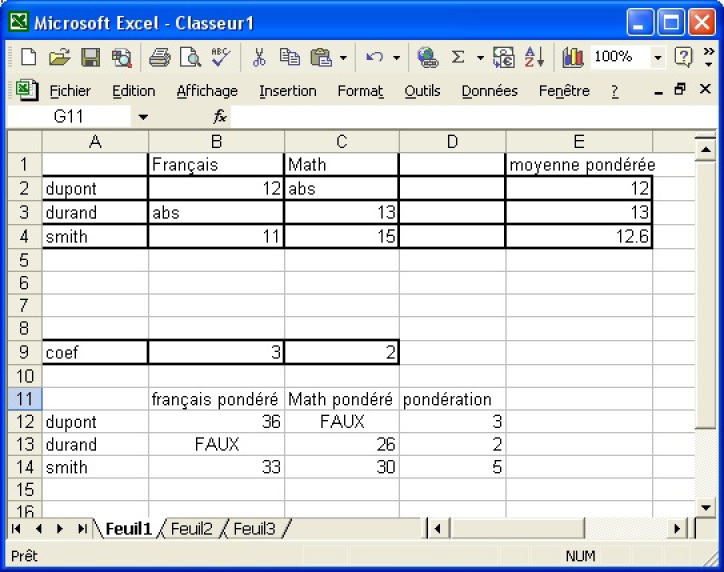 Microsoft Excel - Classeur1
100%
Fichier Edition Affichage Insertion Format Outils Données Fenêtre ?
G11 fx
A B C D E
1 Français Math moyenne pondérée
2 dupont 12 abs 12
3 durand abs 13 13
4 smith 11 15 12.6
5
6
7
8
9 coef 3 2
10
11 français pondéré Math pondéré pondération
12 dupont 36 FAUX 3
13 durand FAUX 26 2
14 smith 33 30 5
15
16
Feuil1 Feuil2 Feuil3
Prêt NUM